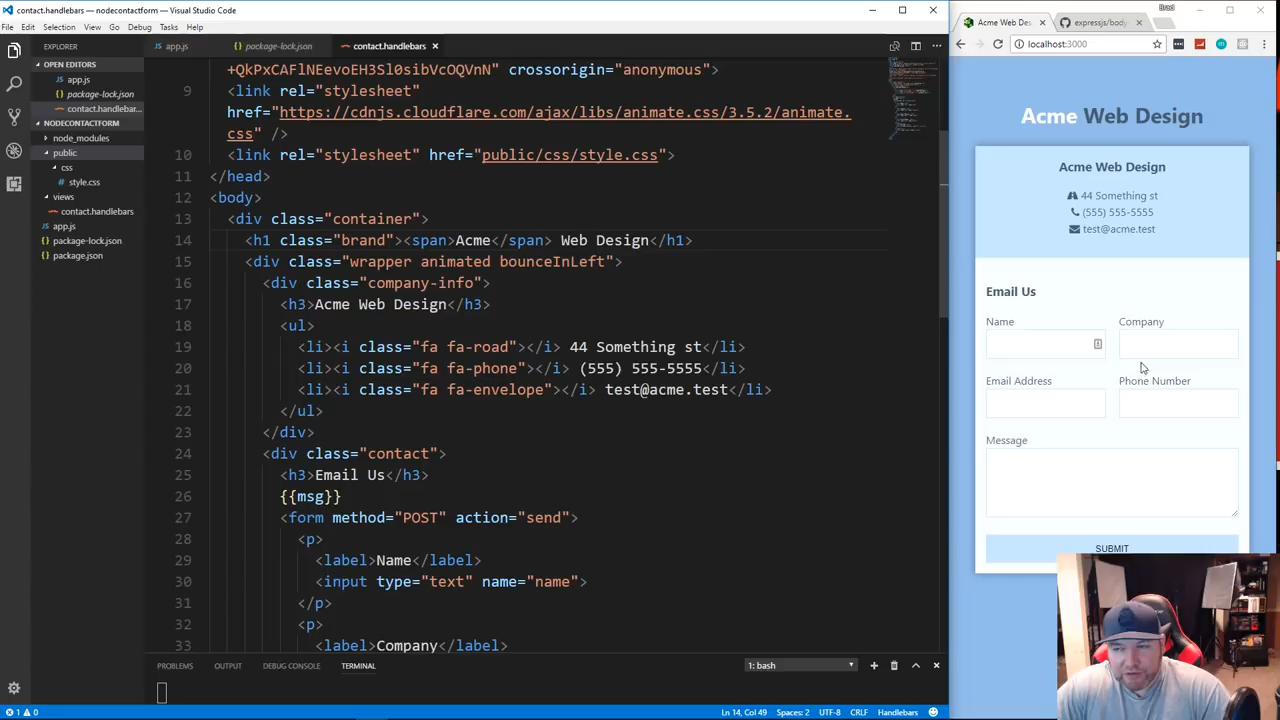 contact.handlebars - nodecontactform - Visual Studio Code
File Edit Selection View Go Debug Tasks Help
EXPLORER
OPEN EDITORS
app.js
package-lock.json
contact.handlebar...
NODECONTACTFORM
node_modules
public
css
style.css
views
contact.handlebars
app.js
package-lock.json
package.json
app.js package-lock.json contact.handlebars
+QkPxCAFlNEevoEH3Sl0sibVcOQVnN" crossorigin="anonymous">
9 <link rel="stylesheet"
href="https://cdnjs.cloudflare.com/ajax/libs/animate.css/3.5.2/animate.
css" />
10 <link rel="stylesheet" href="public/css/style.css">
11 </head>
12 <body>
13 <div class="container">
14 <h1 class="brand"><span>Acme</span> Web Design</h1>
15 <div class="wrapper animated bounceInLeft">
16 <div class="company-info">
17 <h3>Acme Web Design</h3>
18 <ul>
19 <li><i class="fa fa-road"></i> 44 Something st</li>
20 <li><i class="fa fa-phone"></i> (555) 555-5555</li>
21 <li><i class="fa fa-envelope"></i> test@acme.test</li>
22 </ul>
23 </div>
24 <div class="contact">
25 <h3>Email Us</h3>
26 {{msg}}
27 <form method="POST" action="send">
28 <p>
29 <label>Name</label>
30 <input type="text" name="name">
31 </p>
32 <p>
33 <label>Company</label>
PROBLEMS OUTPUT DEBUG CONSOLE TERMINAL
1: bash
1 0
Ln 14, Col 49 Spaces: 2 UTF-8 CRLF Handlebars
Brad
Acme Web Des
expressjs/body-
localhost:3000
Acme Web Design
Acme Web Design
44 Something st
(555) 555-5555
test@acme.test
Email Us
Name Company
Email Address Phone Number
Message
SUBMIT